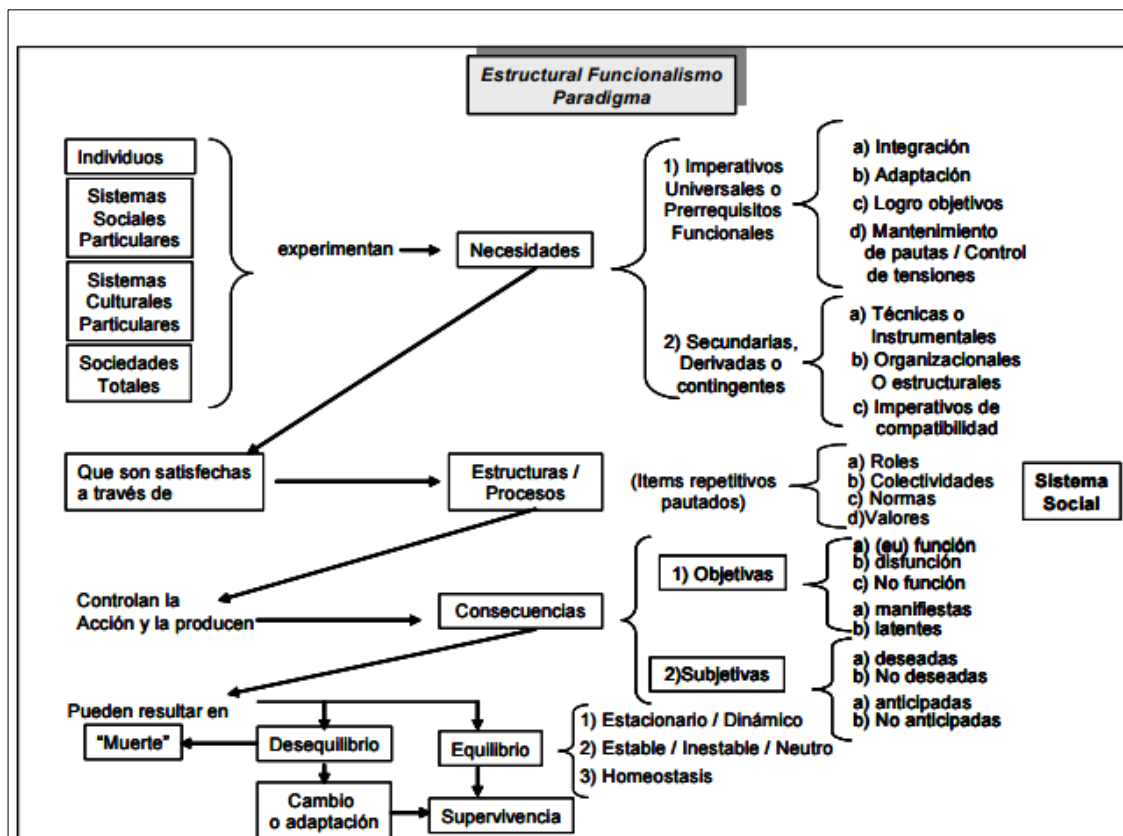 Estructural Funcionalismo
Paradigma
Individuos
Sistemas
Sociales
Particulares
Sistemas
Culturales
Particulares
Sociedades
Totales
experimentan
Necesidades
1) Imperativos
Universales o
Prerrequisitos
Funcionales
a) Integración
b) Adaptación
c) Logro objetivos
d) Mantenimiento
de pautas / Control
de tensiones
2) Secundarias,
Derivadas o
contingentes
a) Técnicas o
Instrumentales
b) Organizacionales
O estructurales
c) Imperativos de
compatibilidad
Que son satisfechas
a través de
Estructuras /
Procesos
(Items repetitivos
pautados)
a) Roles
b) Colectividades
c) Normas
d)Valores
Sistema
Social
Controlan la
Acción y la producen
Consecuencias
1) Objetivas
a) (eu) función
b) disfunción
c) No función
a) manifiestas
b) latentes
2)Subjetivas
a) deseadas
b) No deseadas
a) anticipadas
b) No anticipadas
Pueden resultar en
“Muerte”
Desequilibrio
Equilibrio
1) Estacionario / Dinámico
2) Estable / Inestable / Neutro
3) Homeostasis
Cambio
o adaptación
Supervivencia